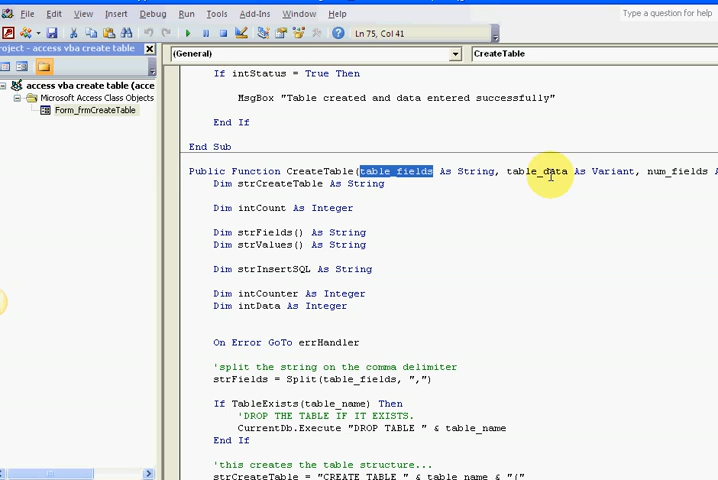 File Edit View Insert Debug Run Tools Add-Ins Window Help Type a question for help
Ln 75, Col 41
roject - access vba create table
(General) CreateTable
access vba create table (acce
Microsoft Access Class Objects
Form_frmCreateTable
If intStatus = True Then
MsgBox "Table created and data entered successfully"
End If
End Sub
Public Function CreateTable(table_fields As String, table_data As Variant, num_fields A
Dim strCreateTable As String
Dim intCount As Integer
Dim strFields() As String
Dim strValues() As String
Dim strInsertSQL As String
Dim intCounter As Integer
Dim intData As Integer
On Error GoTo errHandler
'split the string on the comma delimiter
strFields = Split(table_fields, ",")
If TableExists(table_name) Then
'DROP THE TABLE IF IT EXISTS.
CurrentDb.Execute "DROP TABLE " & table_name
End If
'this creates the table structure...
strCreateTable = "CREATE TABLE " & table_name & "("